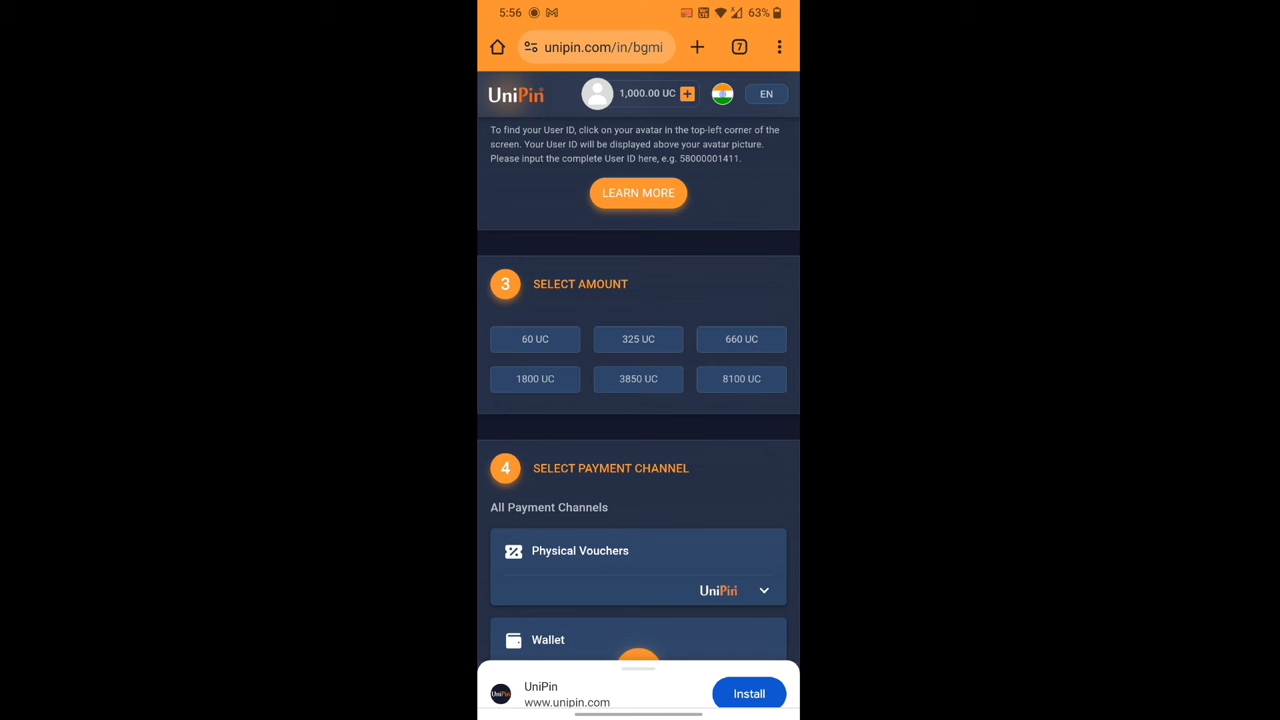 5:56
63%
unipin.com/in/bgmi
7
UniPin
1,000.00 UC
EN
To find your User ID, click on your avatar in the top-left corner of the
screen. Your User ID will be displayed above your avatar picture.
Please input the complete User ID here, e.g. 58000001411.
LEARN MORE
3 SELECT AMOUNT
60 UC 325 UC 660 UC
1800 UC 3850 UC 8100 UC
4 SELECT PAYMENT CHANNEL
All Payment Channels
Physical Vouchers
UniPin
Wallet
UniPin
UniPin
www.unipin.com
Install